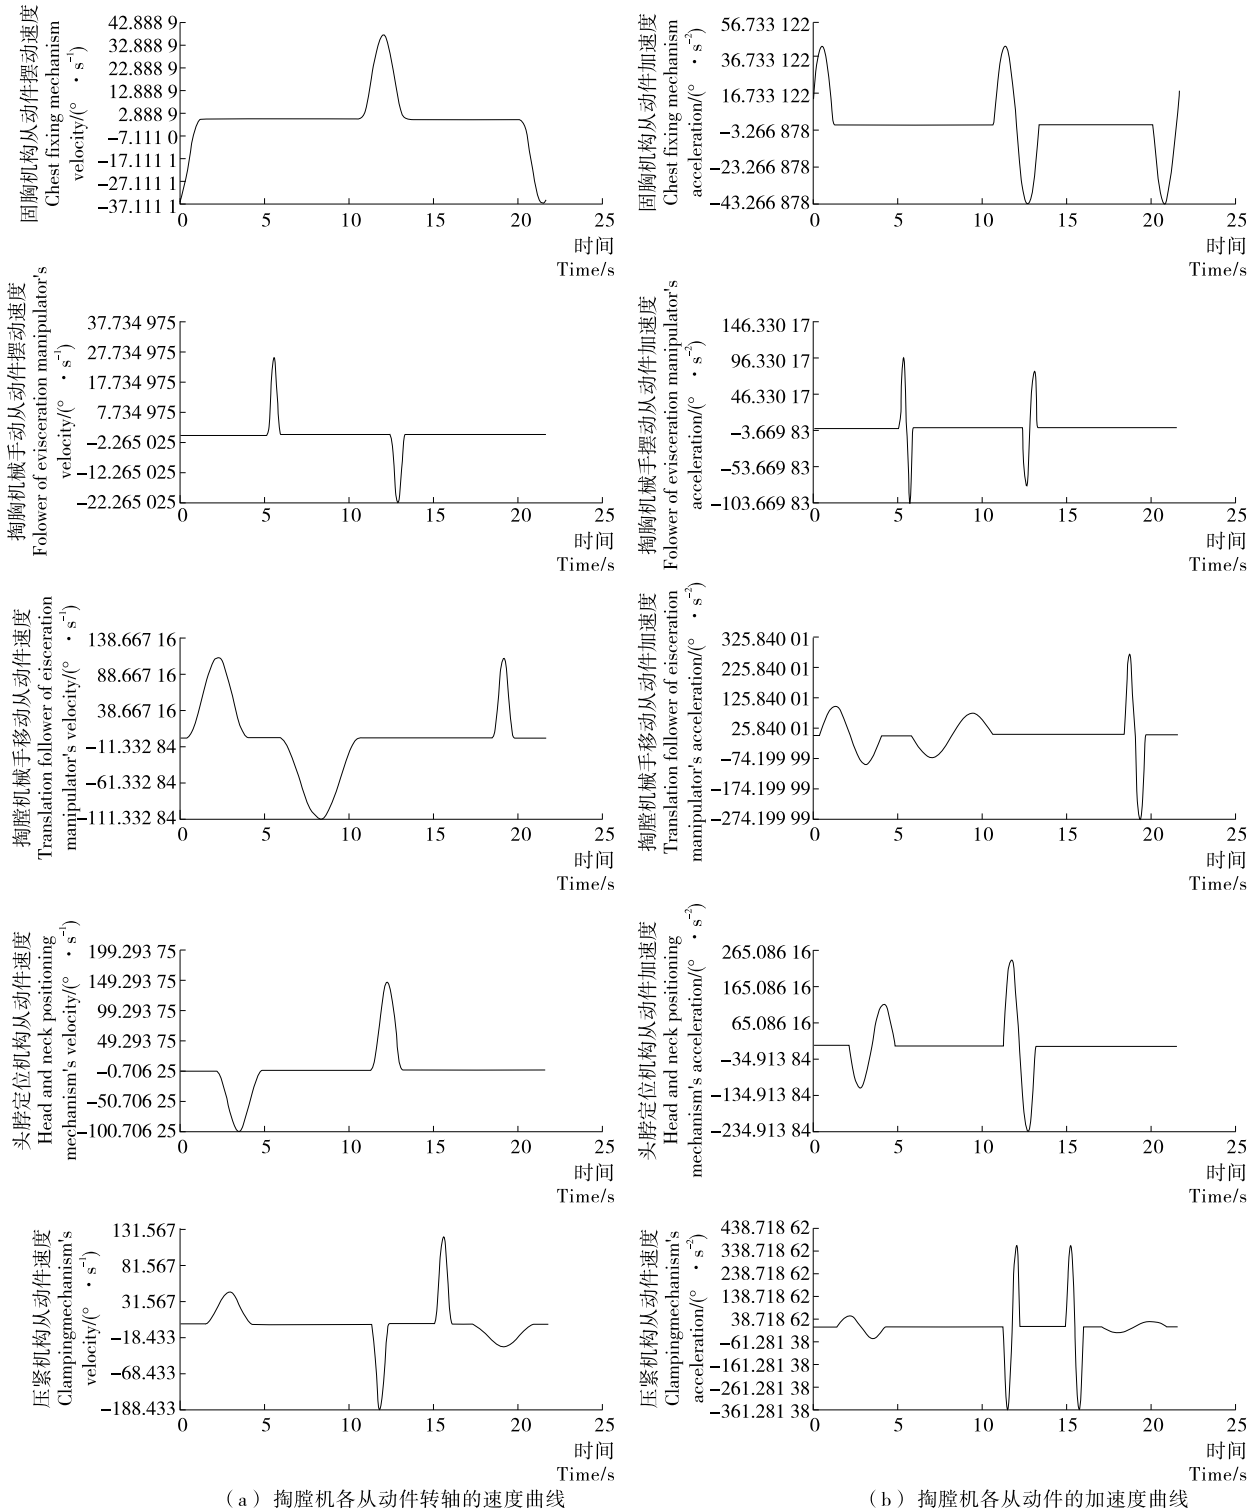 固胸机构从动件摆动速度
Chest fixing mechanism
velocity/(° · s⁻¹)
42.888 9
32.888 9
22.888 9
12.888 9
2.888 9
−7.111 0
−17.111 1
−27.111 1
−37.111 1
0 5 10 15 20 25
时间
Time/s
固胸机构从动件加速度
Chest fixing mechanism
acceleration/(° · s⁻²)
56.733 122
36.733 122
16.733 122
−3.266 878
−23.266 878
−43.266 878
0 5 10 15 20 25
时间
Time/s
掏胸机械手动从动件摆动速度
Folower of evisceration manipulator's
velocity/(° · s⁻¹)
37.734 975
27.734 975
17.734 975
7.734 975
−2.265 025
−12.265 025
−22.265 025
0 5 10 15 20 25
时间
Time/s
掏胸机械手摆动从动件加速度
Folower of evisceration manipulator's
acceleration/(° · s⁻²)
146.330 17
96.330 17
46.330 17
−3.669 83
−53.669 83
−103.669 83
0 5 10 15 20 25
时间
Time/s
掏膛机械手移动从动件速度
Translation follower of eisceration
manipulator's velocity/(° · s⁻¹)
138.667 16
88.667 16
38.667 16
−11.332 84
−61.332 84
−111.332 84
0 5 10 15 20 25
时间
Time/s
掏膛机械手移动从动件加速度
Translation follower of eisceration
manipulator's acceleration/(° · s⁻²)
325.840 01
225.840 01
125.840 01
25.840 01
−74.199 99
−174.199 99
−274.199 99
0 5 10 15 20 25
时间
Time/s
头脖定位机构从动件速度
Head and neck positioning
mechanism's velocity/(° · s⁻¹)
199.293 75
149.293 75
99.293 75
49.293 75
−0.706 25
−50.706 25
−100.706 25
0 5 10 15 20 25
时间
Time/s
头脖定位机构从动件加速度
Head and neck positioning
mechanism's acceleration/(° · s⁻²)
265.086 16
165.086 16
65.086 16
−34.913 84
−134.913 84
−234.913 84
0 5 10 15 20 25
时间
Time/s
压紧机构从动件速度
Clampingmechanism's
velocity/(° · s⁻¹)
131.567
81.567
31.567
−18.433
−68.433
−188.433
0 5 10 15 20 25
时间
Time/s
压紧机构从动件速度
Clampingmechanism's
acceleration/(° · s⁻²)
438.718 62
338.718 62
238.718 62
138.718 62
38.718 62
−61.281 38
−161.281 38
−261.281 38
−361.281 38
0 5 10 15 20 25
时间
Time/s
（a）掏膛机各从动件转轴的速度曲线
（b）掏膛机各从动件的加速度曲线